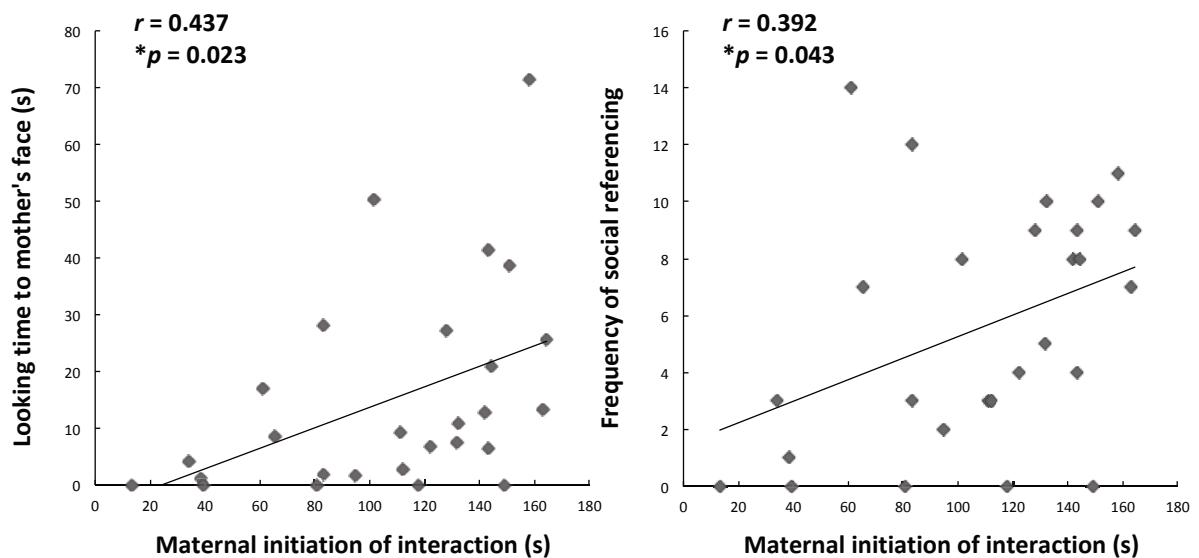 r = 0.437
*p = 0.023
80
70
60
50
40
30
20
10
0
Looking time to mother's face (s)
0 20 40 60 80 100 120 140 160 180
Maternal initiation of interaction (s)
r = 0.392
*p = 0.043
16
14
12
10
8
6
4
2
0
Frequency of social referencing
0 20 40 60 80 100 120 140 160 180
Maternal initiation of interaction (s)